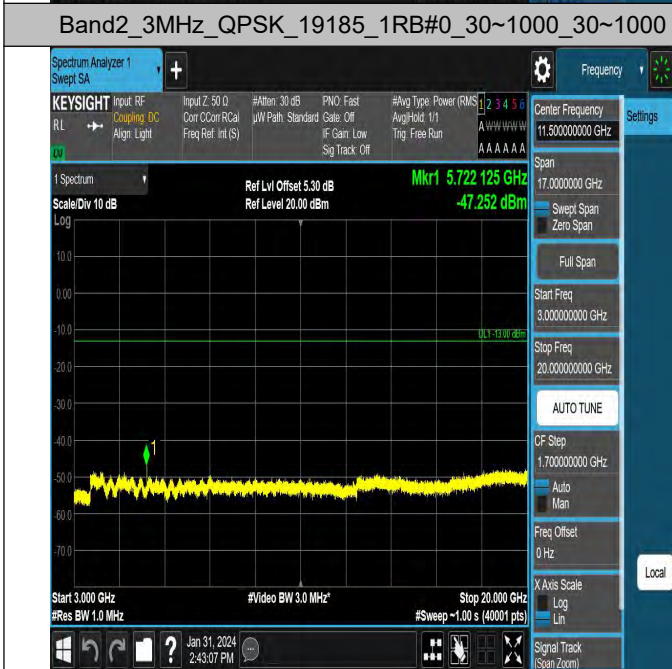 Band2_3MHz_QPSK_19185_1RB#0_30~1000_30~1000
Spectrum Analyzer 1
Swept SA
+
Frequency
KEYSIGHT
RL
Input: RF
Coupling: DC
Align: Light
Input Z: 50 Ω
Corr CCorr RCal
Freq Ref: Int (S)
#Atten: 30 dB
µW Path: Standard
PNO: Fast
Gate: Off
IF Gain: Low
Sig Track: Off
#Avg Type: Power (RMS
Avg|Hold: 1/1
Trig: Free Run
1 2 3 4 5 6
A W W W W W
A A A A A A
1 Spectrum
Scale/Div 10 dB
Log
Ref Lvl Offset 5.30 dB
Ref Level 20.00 dBm
Mkr1 5.722 125 GHz
-47.252 dBm
10.0
0.00
-10.0
-20.0
-30.0
-40.0
-50.0
-60.0
-70.0
DL1 -13.00 dBm
1
Start 3.000 GHz
#Res BW 1.0 MHz
#Video BW 3.0 MHz*
Stop 20.000 GHz
#Sweep ~1.00 s (40001 pts)
Center Frequency
11.500000000 GHz
Span
17.0000000 GHz
Swept Span
Zero Span
Full Span
Start Freq
3.000000000 GHz
Stop Freq
20.000000000 GHz
AUTO TUNE
CF Step
1.700000000 GHz
Auto
Man
Freq Offset
0 Hz
X Axis Scale
Log
Lin
Signal Track
(Span Zoom)
Settings
Local
?
Jan 31, 2024
2:43:07 PM